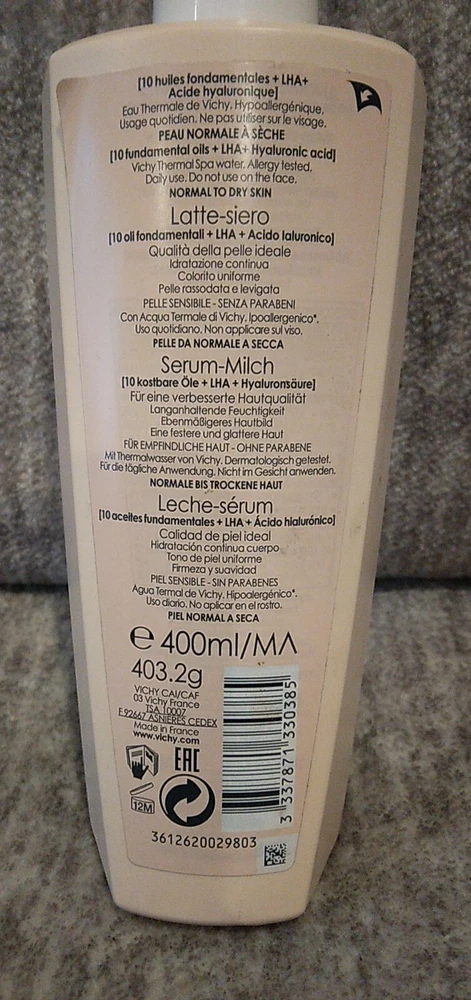 [10 huiles fondamentales + LHA+
Acide hyaluronique]
Eau Thermale de Vichy. Hypoallergénique.
Usage quotidien. Ne pas utiliser sur le visage.
PEAU NORMALE À SÈCHE
[10 fundamental oils + LHA+ Hyaluronic acid]
Vichy Thermal Spa water. Allergy tested.
Daily use. Do not use on the face.
NORMAL TO DRY SKIN
Latte-siero
[10 oli fondamentali + LHA + Acido Ialuronico]
Qualità della pelle ideale
Idratazione continua
Colorito uniforme
Pelle rassodata e levigata
PELLE SENSIBILE - SENZA PARABENI
Con Acqua Termale di Vichy. Ipoallergenico*.
Uso quotidiano. Non applicare sul viso.
PELLE DA NORMALE A SECCA
Serum-Milch
[10 kostbare Öle + LHA + Hyaluronsäure]
Für eine verbesserte Hautqualität
Langanhaltende Feuchtigkeit
Ebenmäßigeres Hautbild
Eine festere und glattere Haut
FÜR EMPFINDLICHE HAUT - OHNE PARABENE
Mit Thermalwasser von Vichy. Dermatologisch getestet.
Für die tägliche Anwendung. Nicht im Gesicht anwenden.
NORMALE BIS TROCKENE HAUT
Leche-sérum
[10 aceites fundamentales + LHA + Ácido hialurónico]
Calidad de piel ideal
Hidratación continua cuerpo
Tono de piel uniforme
Firmeza y suavidad
PIEL SENSIBLE - SIN PARABENES
Agua Termal de Vichy. Hipoalergénico*.
Uso diario. No aplicar en el rostro.
PIEL NORMAL A SECA
e 400ml/МЛ
403.2g
VICHY CAI/CAF
03 Vichy France
TSA 10007
F 92667 ASNIERES CEDEX
Made in France
www.vichy.com
EAC
12M
3 337871 330385
3612620029803